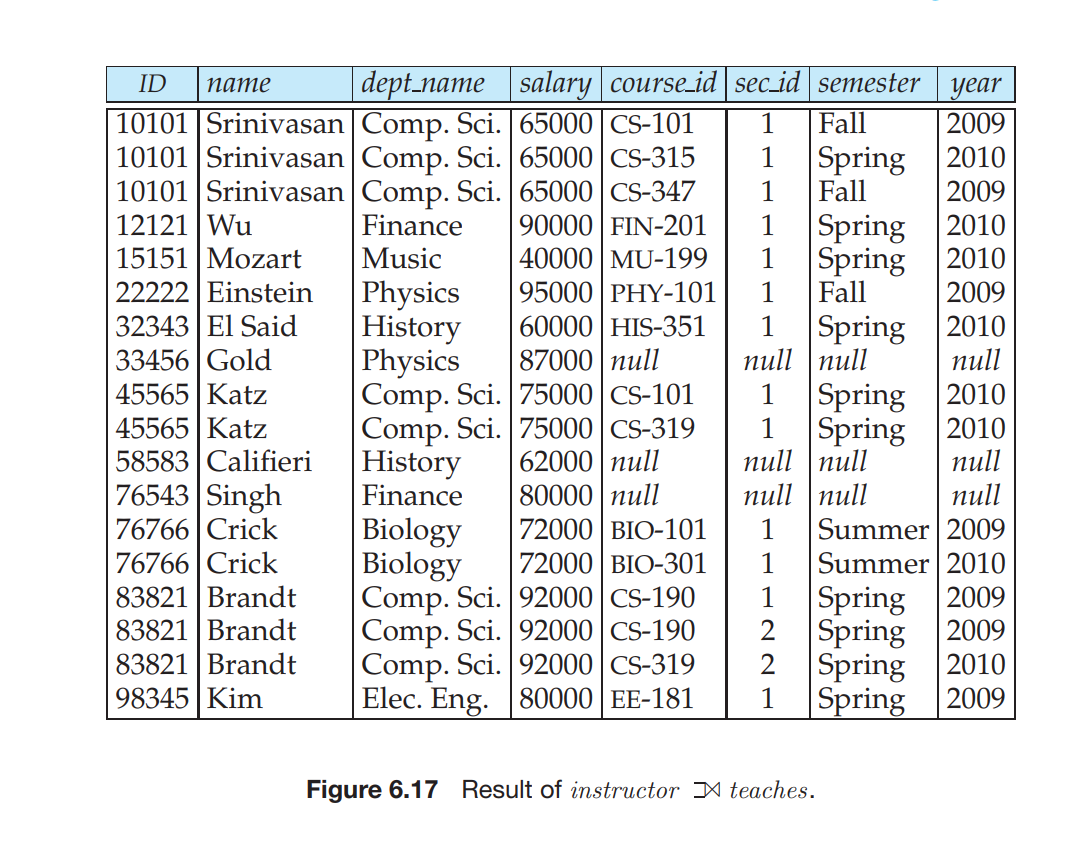 ID name dept_name salary course_id sec_id semester year
10101 Srinivasan Comp. Sci. 65000 CS-101 1 Fall 2009
10101 Srinivasan Comp. Sci. 65000 CS-315 1 Spring 2010
10101 Srinivasan Comp. Sci. 65000 CS-347 1 Fall 2009
12121 Wu Finance 90000 FIN-201 1 Spring 2010
15151 Mozart Music 40000 MU-199 1 Spring 2010
22222 Einstein Physics 95000 PHY-101 1 Fall 2009
32343 El Said History 60000 HIS-351 1 Spring 2010
33456 Gold Physics 87000 null null null null
45565 Katz Comp. Sci. 75000 CS-101 1 Spring 2010
45565 Katz Comp. Sci. 75000 CS-319 1 Spring 2010
58583 Califieri History 62000 null null null null
76543 Singh Finance 80000 null null null null
76766 Crick Biology 72000 BIO-101 1 Summer 2009
76766 Crick Biology 72000 BIO-301 1 Summer 2010
83821 Brandt Comp. Sci. 92000 CS-190 1 Spring 2009
83821 Brandt Comp. Sci. 92000 CS-190 2 Spring 2009
83821 Brandt Comp. Sci. 92000 CS-319 2 Spring 2010
98345 Kim Elec. Eng. 80000 EE-181 1 Spring 2009
Figure 6.17 Result of instructor ⟕ teaches.